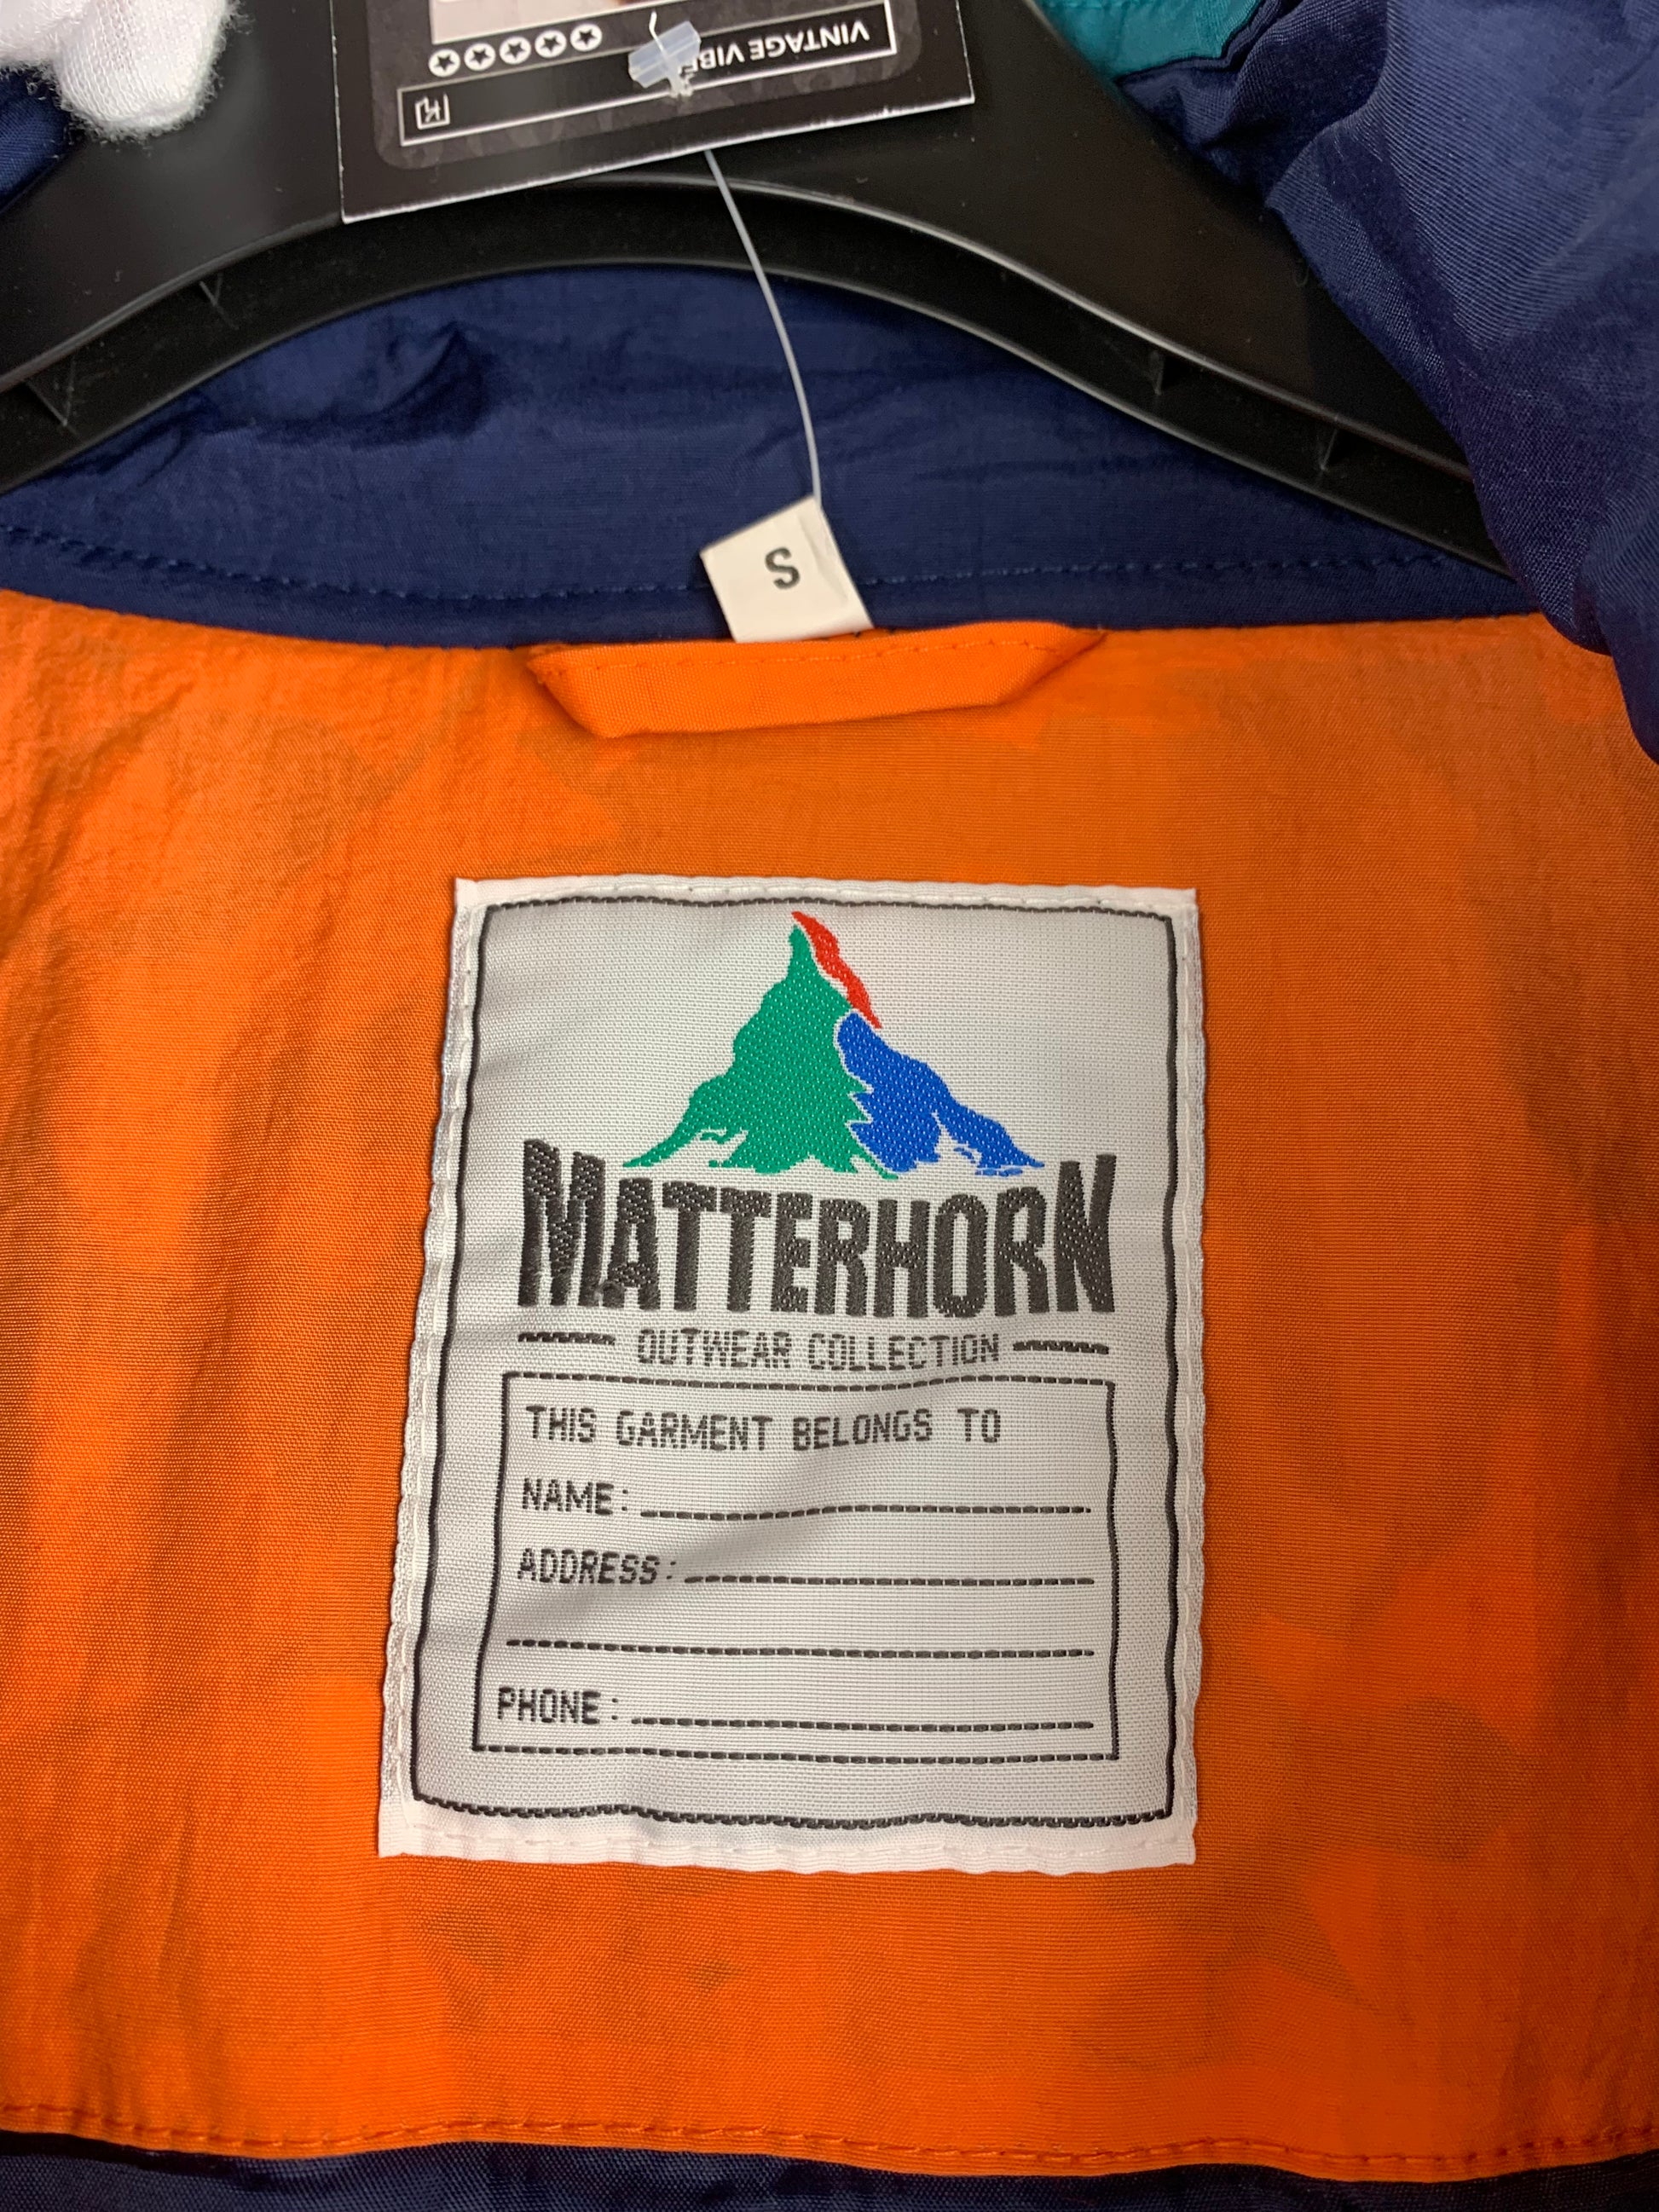 VINTAGE VIBE
S
MATTERHORN
OUTWEAR COLLECTION
THIS GARMENT BELONGS TO
NAME:
ADDRESS:
PHONE: